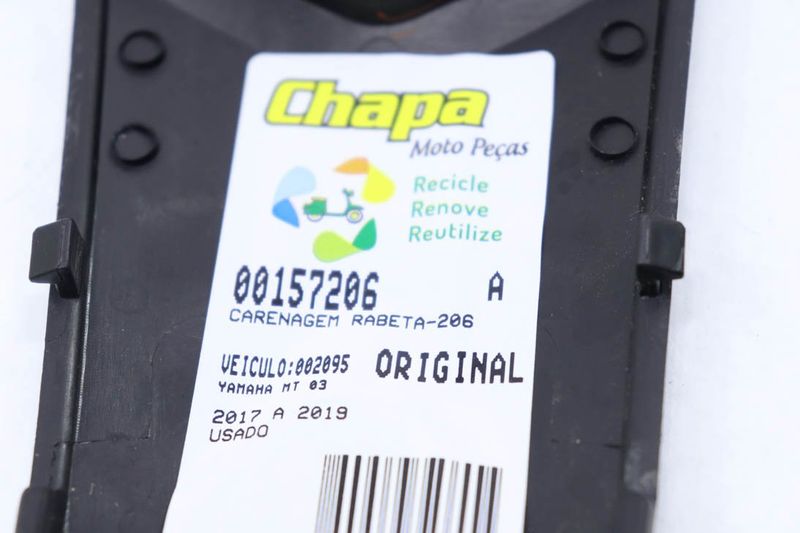 Chapa
Moto Peças
Recicle
Renove
Reutilize
00157206 A
CARENAGEM RABETA-206
VEICULO:002095 ORIGINAL
YAMAHA MT 03
2017 A 2019
USADO